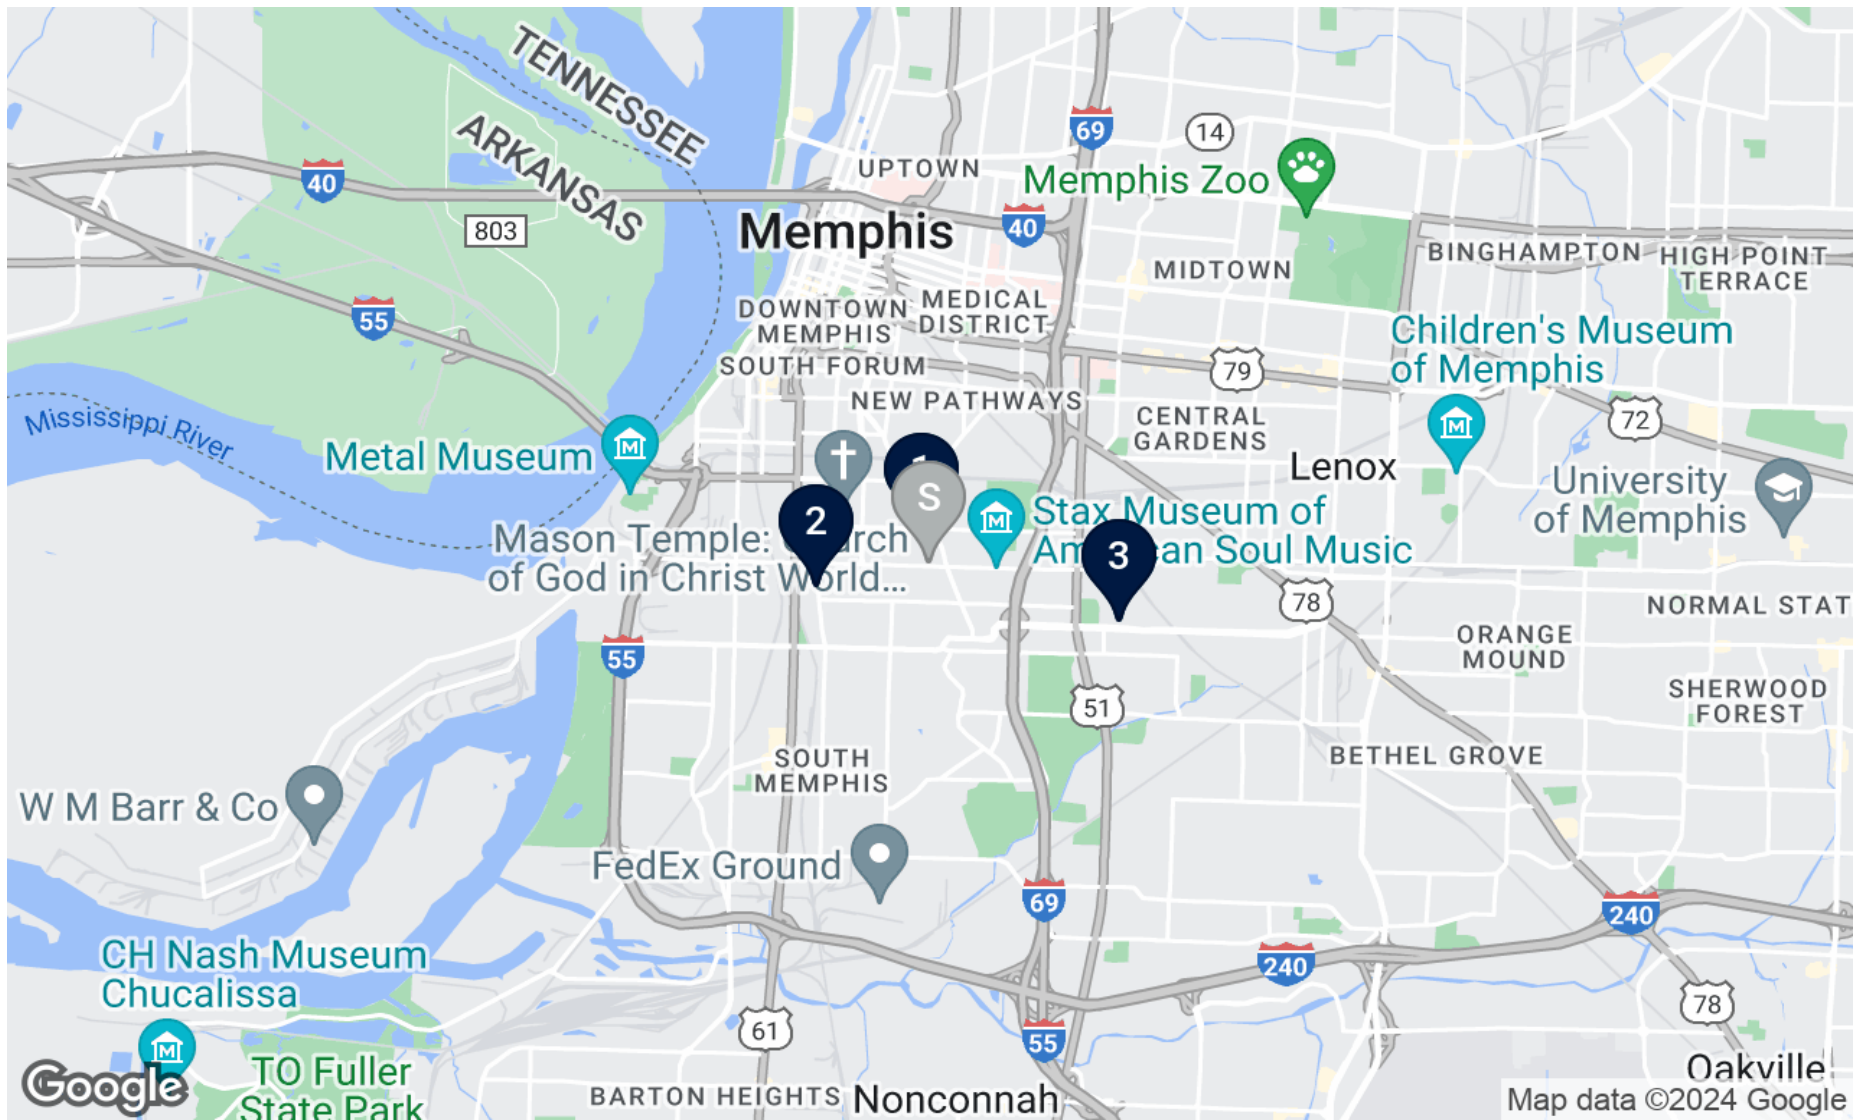 TENNESSEE
ARKANSAS
40
803
55
Mississippi River
UPTOWN
Memphis
40
69
14
Memphis Zoo
MIDTOWN
BINGHAMPTON
HIGH POINT
TERRACE
DOWNTOWN
MEMPHIS
MEDICAL
DISTRICT
SOUTH FORUM
NEW PATHWAYS
79
Children's Museum
of Memphis
72
CENTRAL
GARDENS
Lenox
University
of Memphis
Metal Museum
S
2
3
Stax Museum of
American Soul Music
Mason Temple: Church
of God in Christ World...
78
NORMAL STAT
ORANGE
MOUND
SHERWOOD
FOREST
55
51
BETHEL GROVE
SOUTH
MEMPHIS
W M Barr & Co
FedEx Ground
69
240
240
CH Nash Museum
Chucalissa
61
55
78
TO Fuller
State Park
BARTON HEIGHTS
Nonconnah
Oakville
Google
Map data ©2024 Google